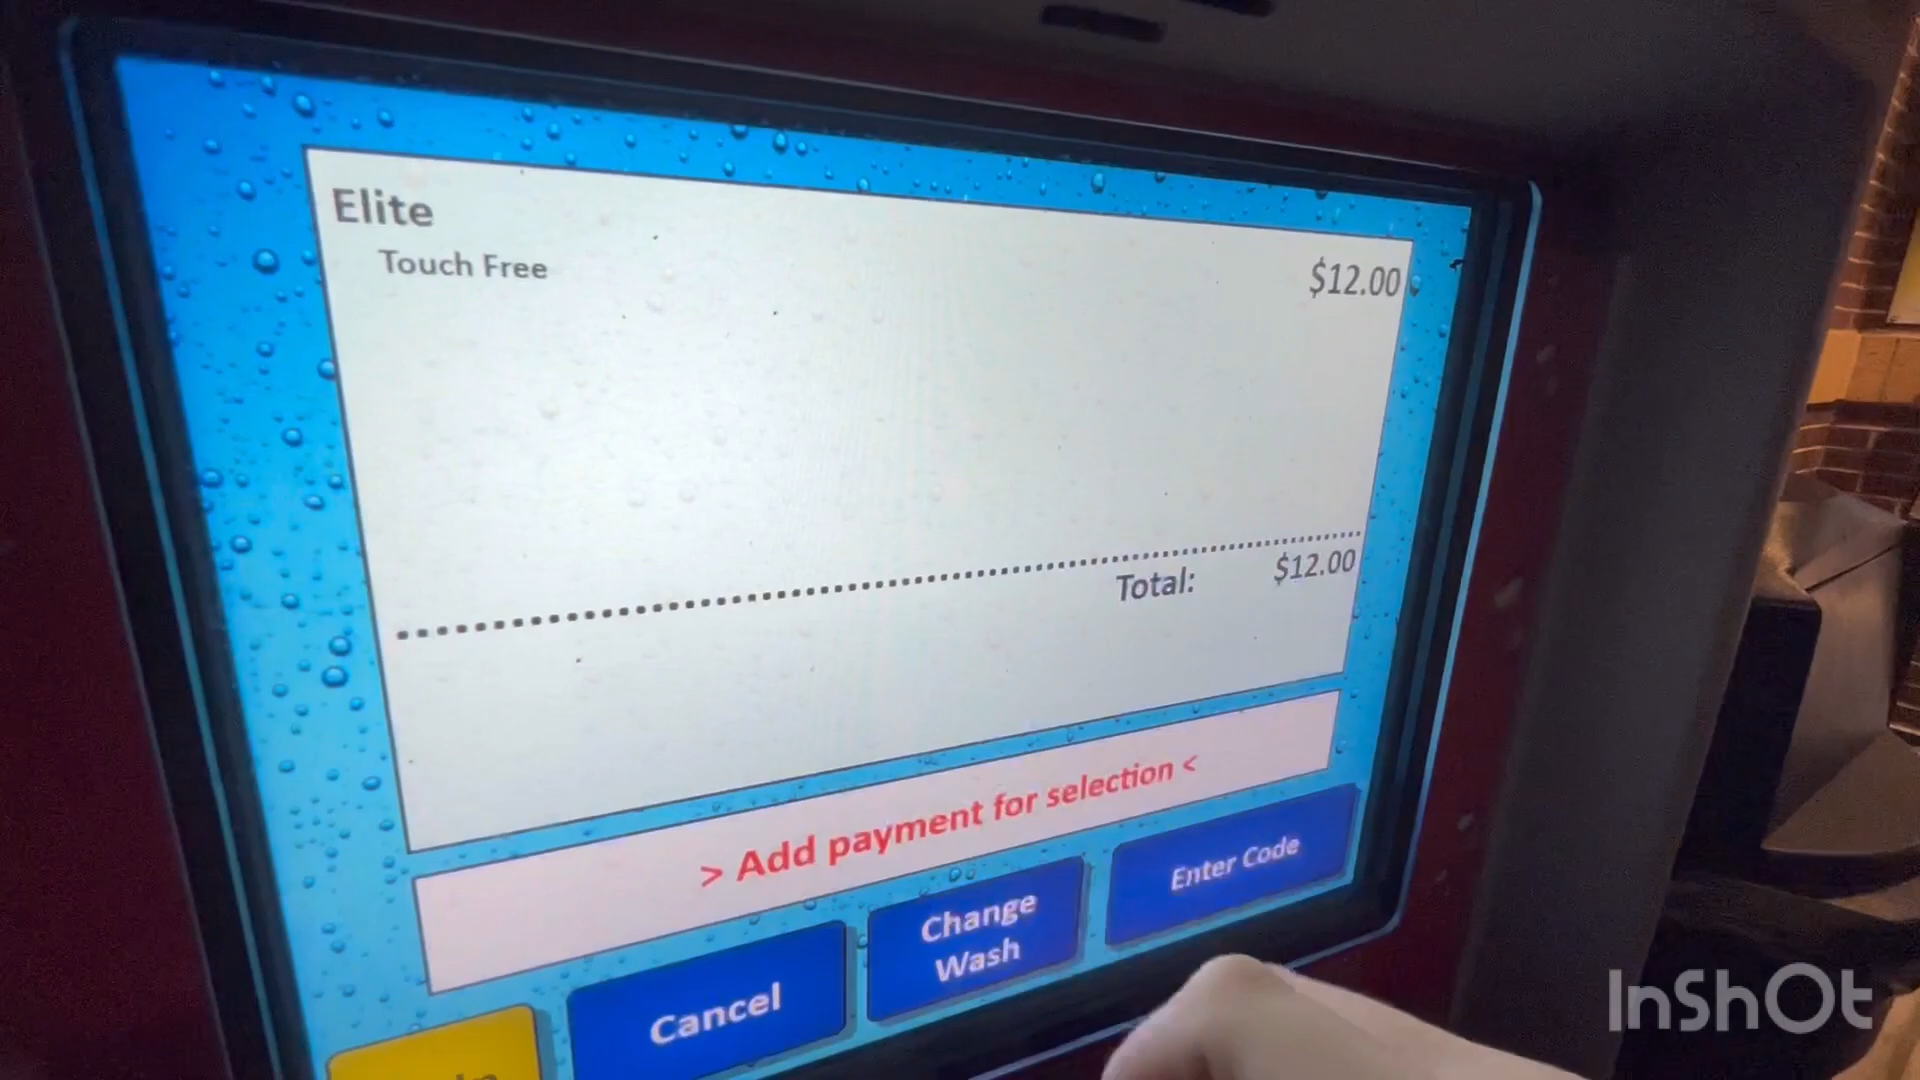 Elite
Touch Free $12.00
Total: $12.00
> Add payment for selection <
Cancel
Change
Wash
Enter Code
InShOt